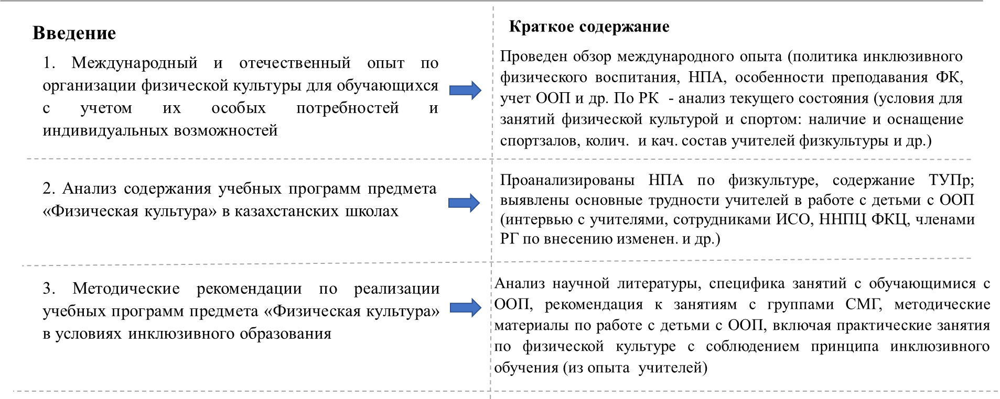 Введение
1. Международный и отечественный опыт по
организации физической культуры для обучающихся
с учетом их особых потребностей и
индивидуальных возможностей
Краткое содержание
Проведен обзор международного опыта (политика инклюзивного
физического воспитания, НПА, особенности преподавания ФК,
учет ООП и др. По РК - анализ текущего состояния (условия для
занятий физической культурой и спортом: наличие и оснащение
спортзалов, колич. и кач. состав учителей физкультуры и др.)
2. Анализ содержания учебных программ предмета
«Физическая культура» в казахстанских школах
Проанализированы НПА по физкультуре, содержание ТУПр;
выявлены основные трудности учителей в работе с детьми с ООП
(интервью с учителями, сотрудниками ИСО, ННПЦ ФКЦ, членами
РГ по внесению изменен. и др.)
3. Методические рекомендации по реализации
учебных программ предмета «Физическая культура»
в условиях инклюзивного образования
Анализ научной литературы, специфика занятий с обучающимися с
ООП, рекомендация к занятиям с группами СМГ, методические
материалы по работе с детьми с ООП, включая практические занятия
по физической культуре с соблюдением принципа инклюзивного
обучения (из опыта учителей)